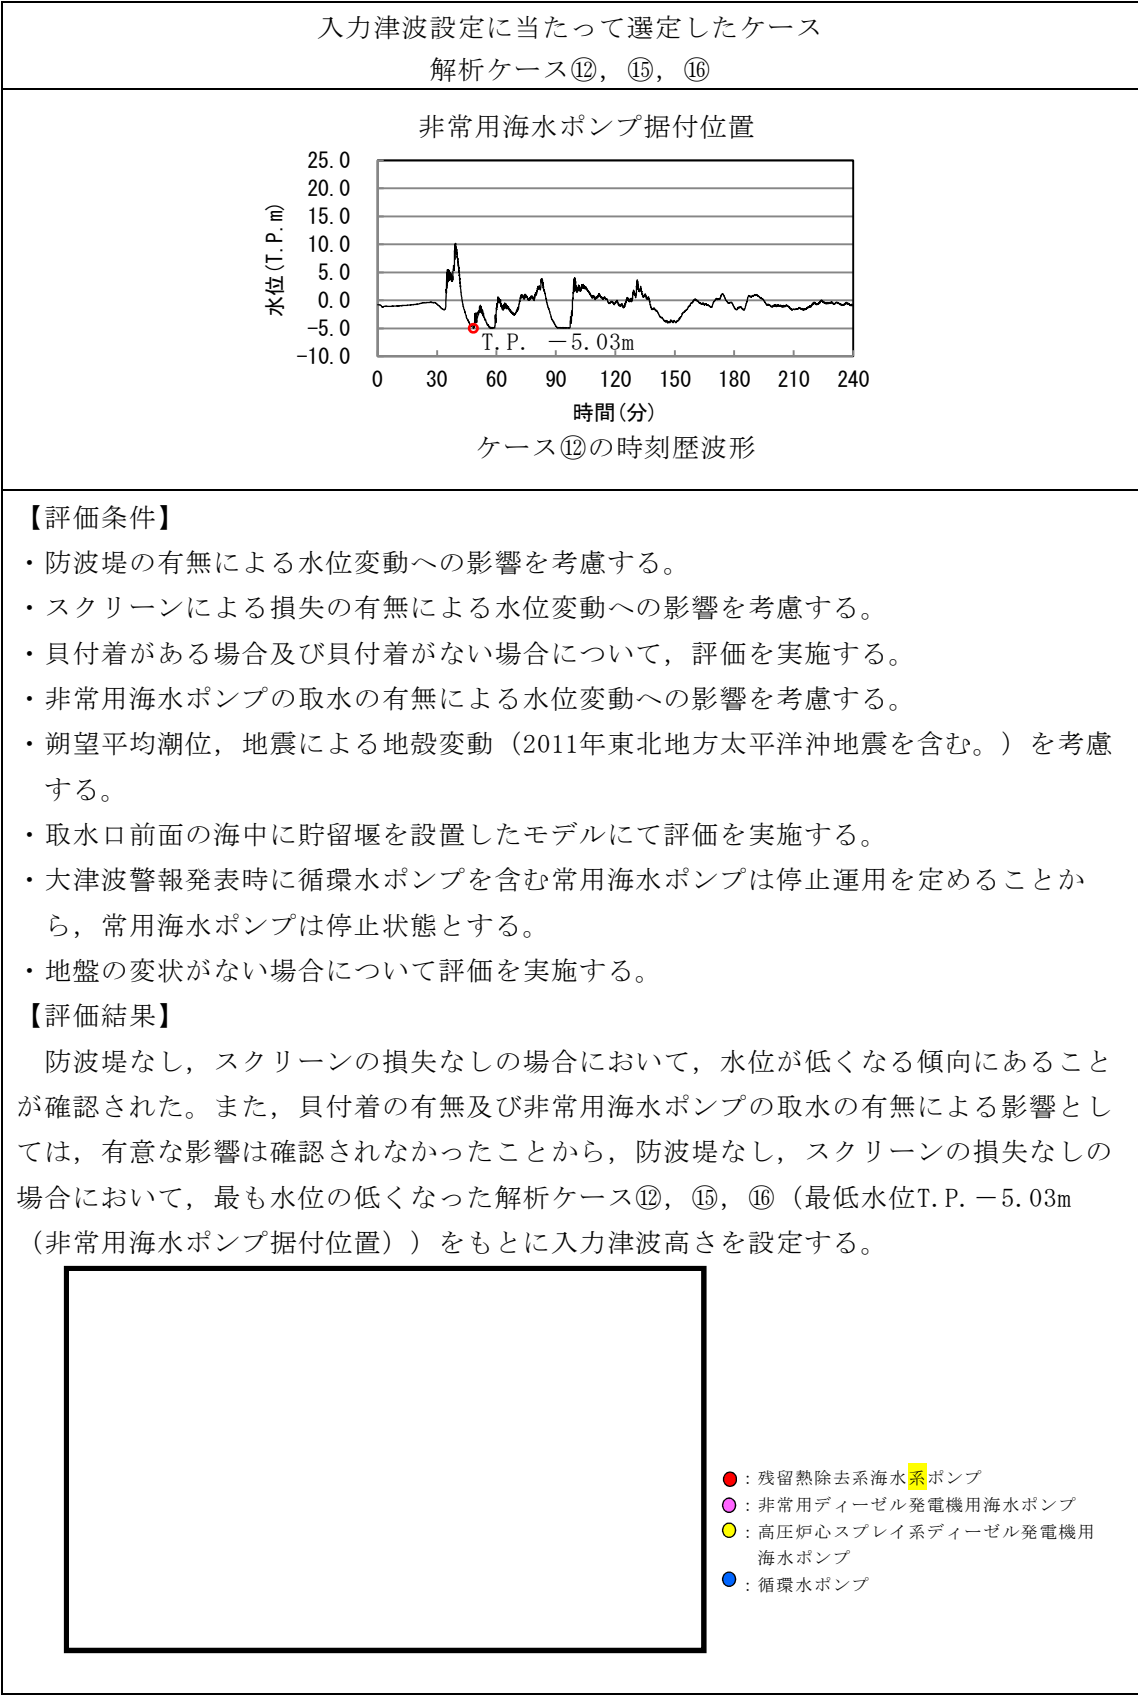 入力津波設定に当たって選定したケース
解析ケース⑫，⑮，⑯
非常用海水ポンプ据付位置
25.0
20.0
15.0
10.0
5.0
0.0
-5.0
-10.0
水位(T.P.m)
T.P. －5.03m
0 30 60 90 120 150 180 210 240
時間(分)
ケース⑫の時刻歴波形
【評価条件】
・防波堤の有無による水位変動への影響を考慮する。
・スクリーンによる損失の有無による水位変動への影響を考慮する。
・貝付着がある場合及び貝付着がない場合について，評価を実施する。
・非常用海水ポンプの取水の有無による水位変動への影響を考慮する。
・朔望平均潮位，地震による地殻変動（2011年東北地方太平洋沖地震を含む。）を考慮
する。
・取水口前面の海中に貯留堰を設置したモデルにて評価を実施する。
・大津波警報発表時に循環水ポンプを含む常用海水ポンプは停止運用を定めることか
ら，常用海水ポンプは停止状態とする。
・地盤の変状がない場合について評価を実施する。
【評価結果】
防波堤なし，スクリーンの損失なしの場合において，水位が低くなる傾向にあること
が確認された。また，貝付着の有無及び非常用海水ポンプの取水の有無による影響とし
ては，有意な影響は確認されなかったことから，防波堤なし，スクリーンの損失なしの
場合において，最も水位の低くなった解析ケース⑫，⑮，⑯（最低水位T.P.－5.03m
（非常用海水ポンプ据付位置））をもとに入力津波高さを設定する。
：残留熱除去系海水系ポンプ
：非常用ディーゼル発電機用海水ポンプ
：高圧炉心スプレイ系ディーゼル発電機用
海水ポンプ
：循環水ポンプ